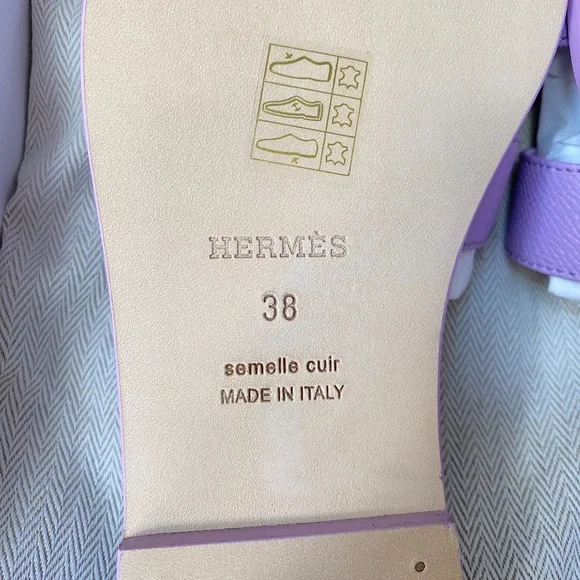 HERMÈS
38
semelle cuir
MADE IN ITALY